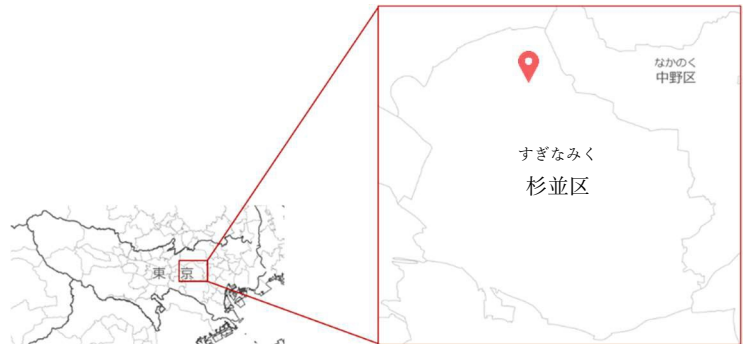 東京
なかのく
中野区
すぎなみく
杉並区